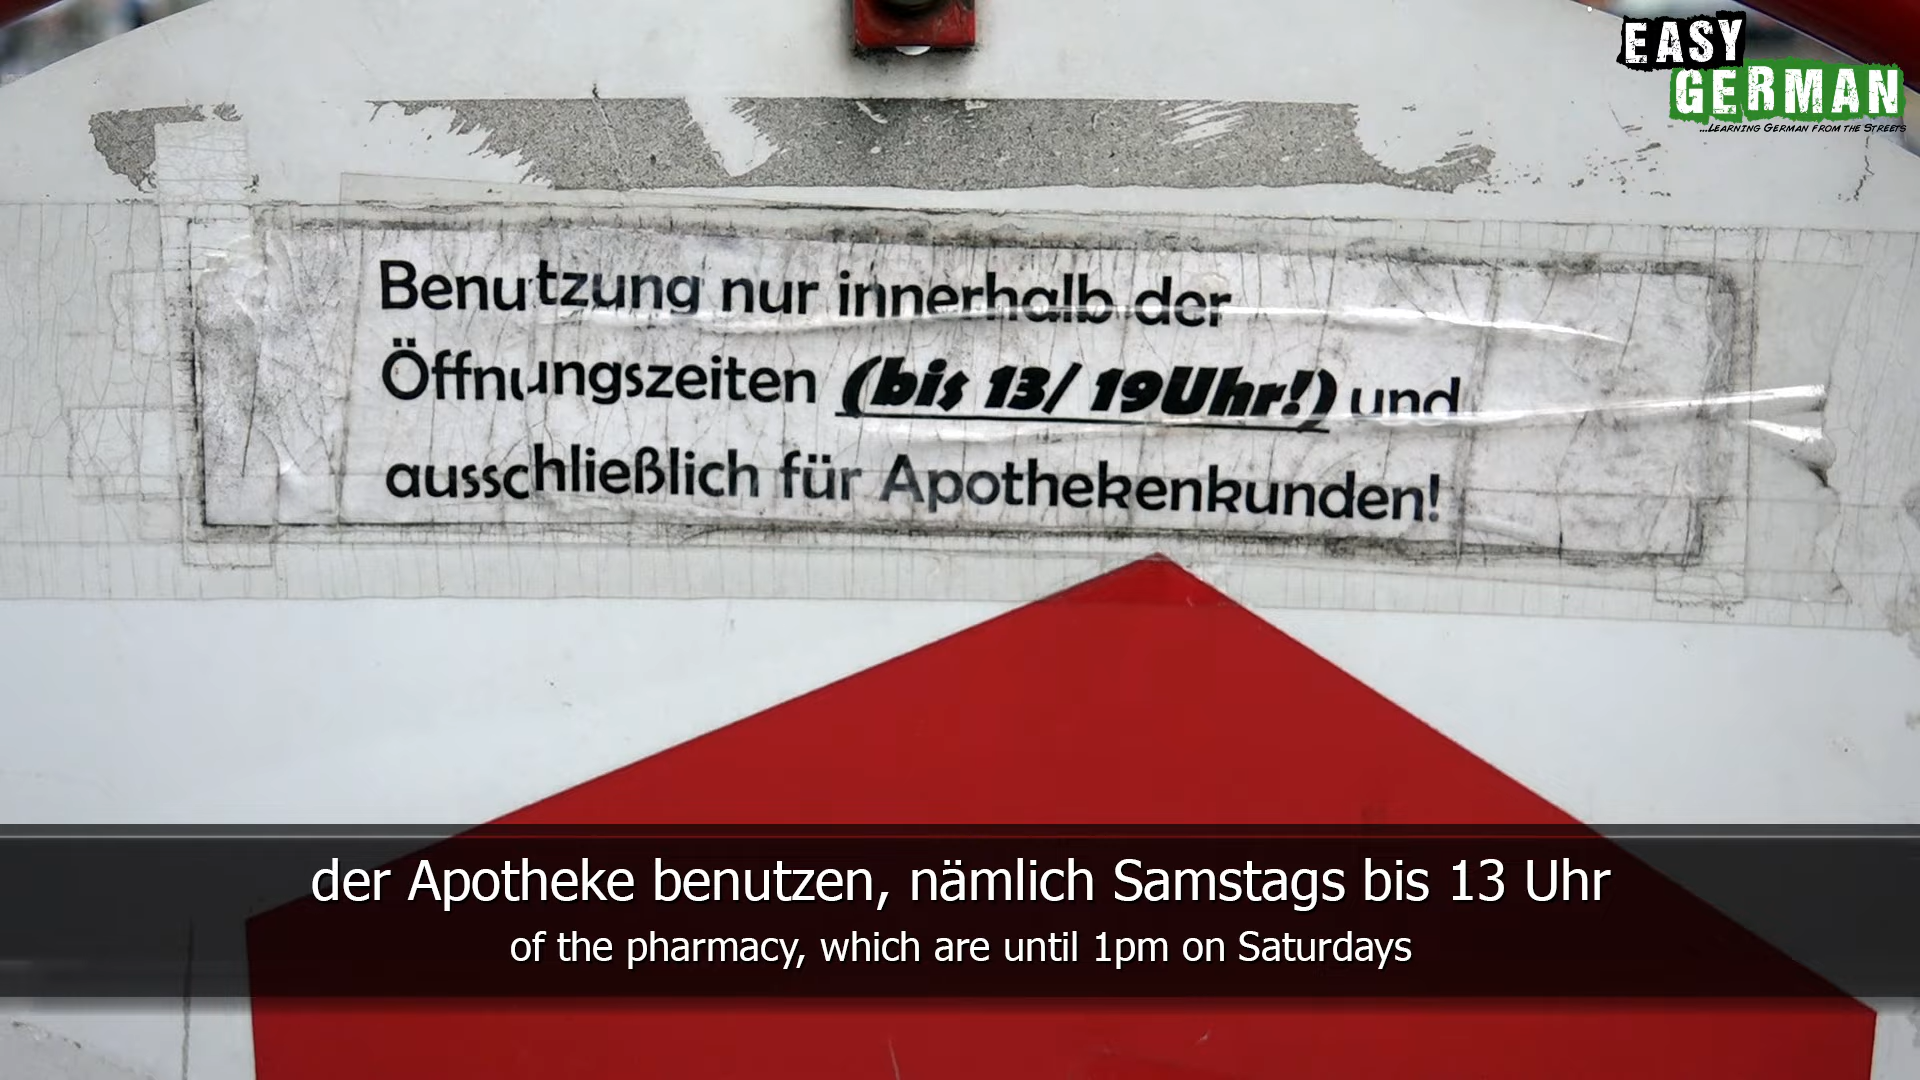 EASY
GERMAN
...LEARNING GERMAN FROM THE STREETS
Benutzung nur innerhalb der
Öffnungszeiten (bis 13/ 19Uhr!) und
ausschließlich für Apothekenkunden!
der Apotheke benutzen, nämlich Samstags bis 13 Uhr
of the pharmacy, which are until 1pm on Saturdays